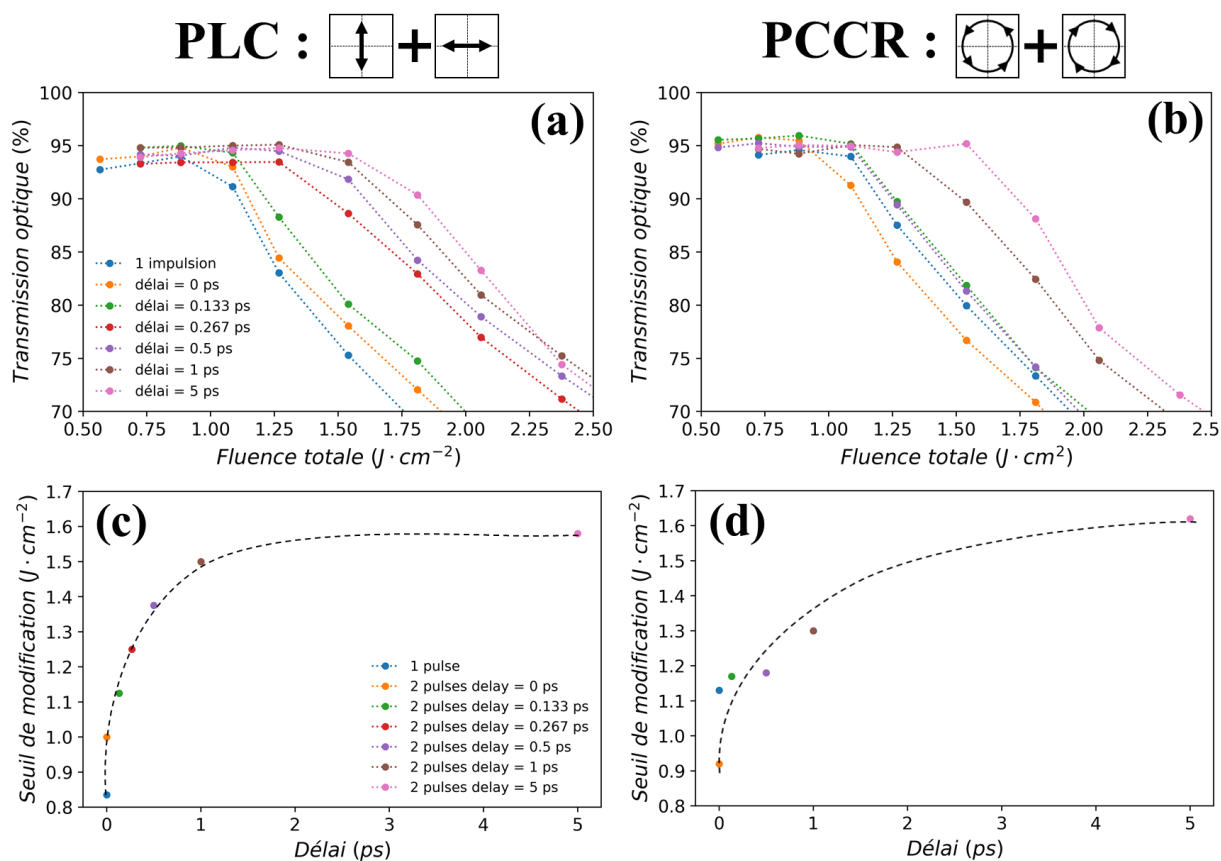 PLC : + PCCR : +
(a)
100
95
90
85
80
75
70
Transmission optique (%)
1 impulsion
délai = 0 ps
délai = 0.133 ps
délai = 0.267 ps
délai = 0.5 ps
délai = 1 ps
délai = 5 ps
0.50 0.75 1.00 1.25 1.50 1.75 2.00 2.25 2.50
Fluence totale (J · cm⁻²)
(b)
100
95
90
85
80
75
70
Transmission optique (%)
0.50 0.75 1.00 1.25 1.50 1.75 2.00 2.25 2.5
Fluence totale (J · cm²)
(c)
1.7
1.6
1.5
1.4
1.3
1.2
1.1
1.0
0.9
0.8
Seuil de modification (J · cm⁻²)
1 pulse
2 pulses delay = 0 ps
2 pulses delay = 0.133 ps
2 pulses delay = 0.267 ps
2 pulses delay = 0.5 ps
2 pulses delay = 1 ps
2 pulses delay = 5 ps
0 1 2 3 4 5
Délai (ps)
(d)
1.7
1.6
1.5
1.4
1.3
1.2
1.1
1.0
0.9
0.8
Seuil de modification (J · cm⁻²)
0 1 2 3 4 5
Délai (ps)